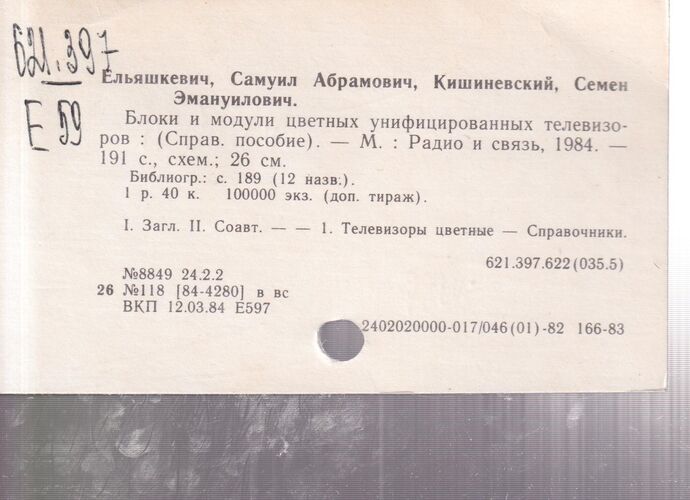 621.397
Е 59
Ельяшкевич, Самуил Абрамович, Кишиневский, Семен
Эмануилович.
Блоки и модули цветных унифицированных телевизо-
ров : (Справ. пособие). — М. : Радио и связь, 1984. —
191 с., схем.; 26 см.
Библиогр.: с. 189 (12 назв.).
1 р. 40 к. 100000 экз. (доп. тираж).
I. Загл. II. Соавт. — — 1. Телевизоры цветные — Справочники.
621.397.622(035.5)
№8849 24.2.2
26 №118 [84-4280] в вс
ВКП 12.03.84 Е597
2402020000-017/046(01)-82 166-83